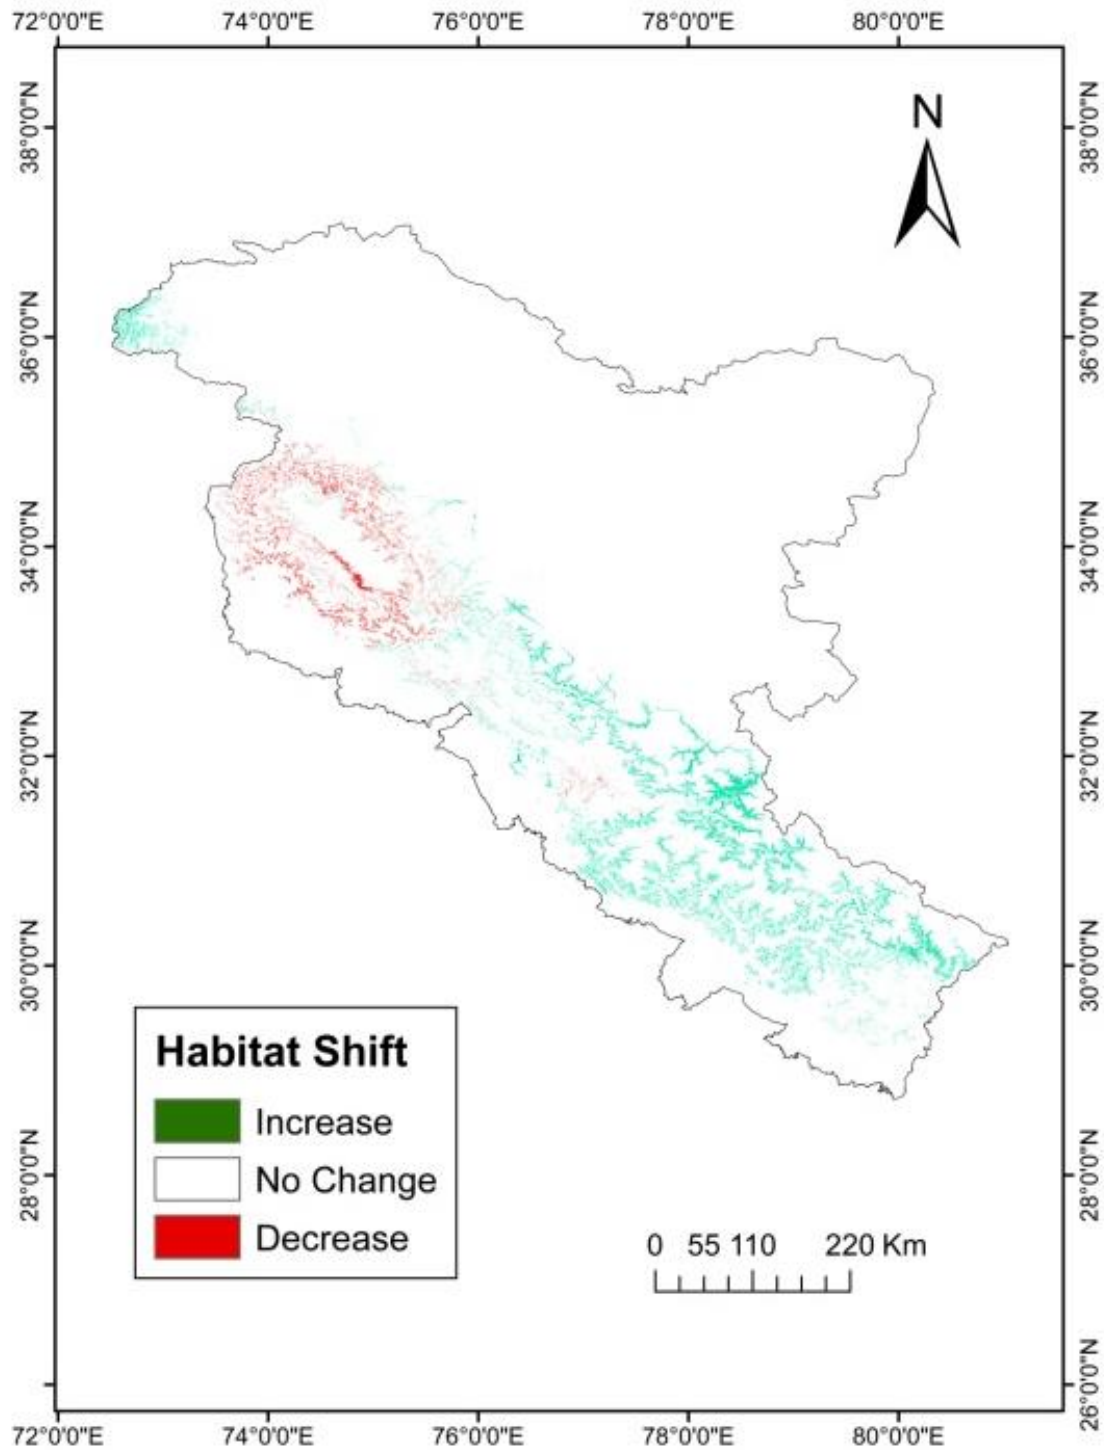 72°0'0"E 74°0'0"E 76°0'0"E 78°0'0"E 80°0'0"E
N
38°0'0"N 38°0'0"N
36°0'0"N 36°0'0"N
34°0'0"N 34°0'0"N
32°0'0"N 32°0'0"N
30°0'0"N 30°0'0"N
Habitat Shift
Increase
28°0'0"N 28°0'0"N
No Change
Decrease
0 55 110 220 Km
26°0'0"N
72°0'0"E 74°0'0"E 76°0'0"E 78°0'0"E 80°0'0"E